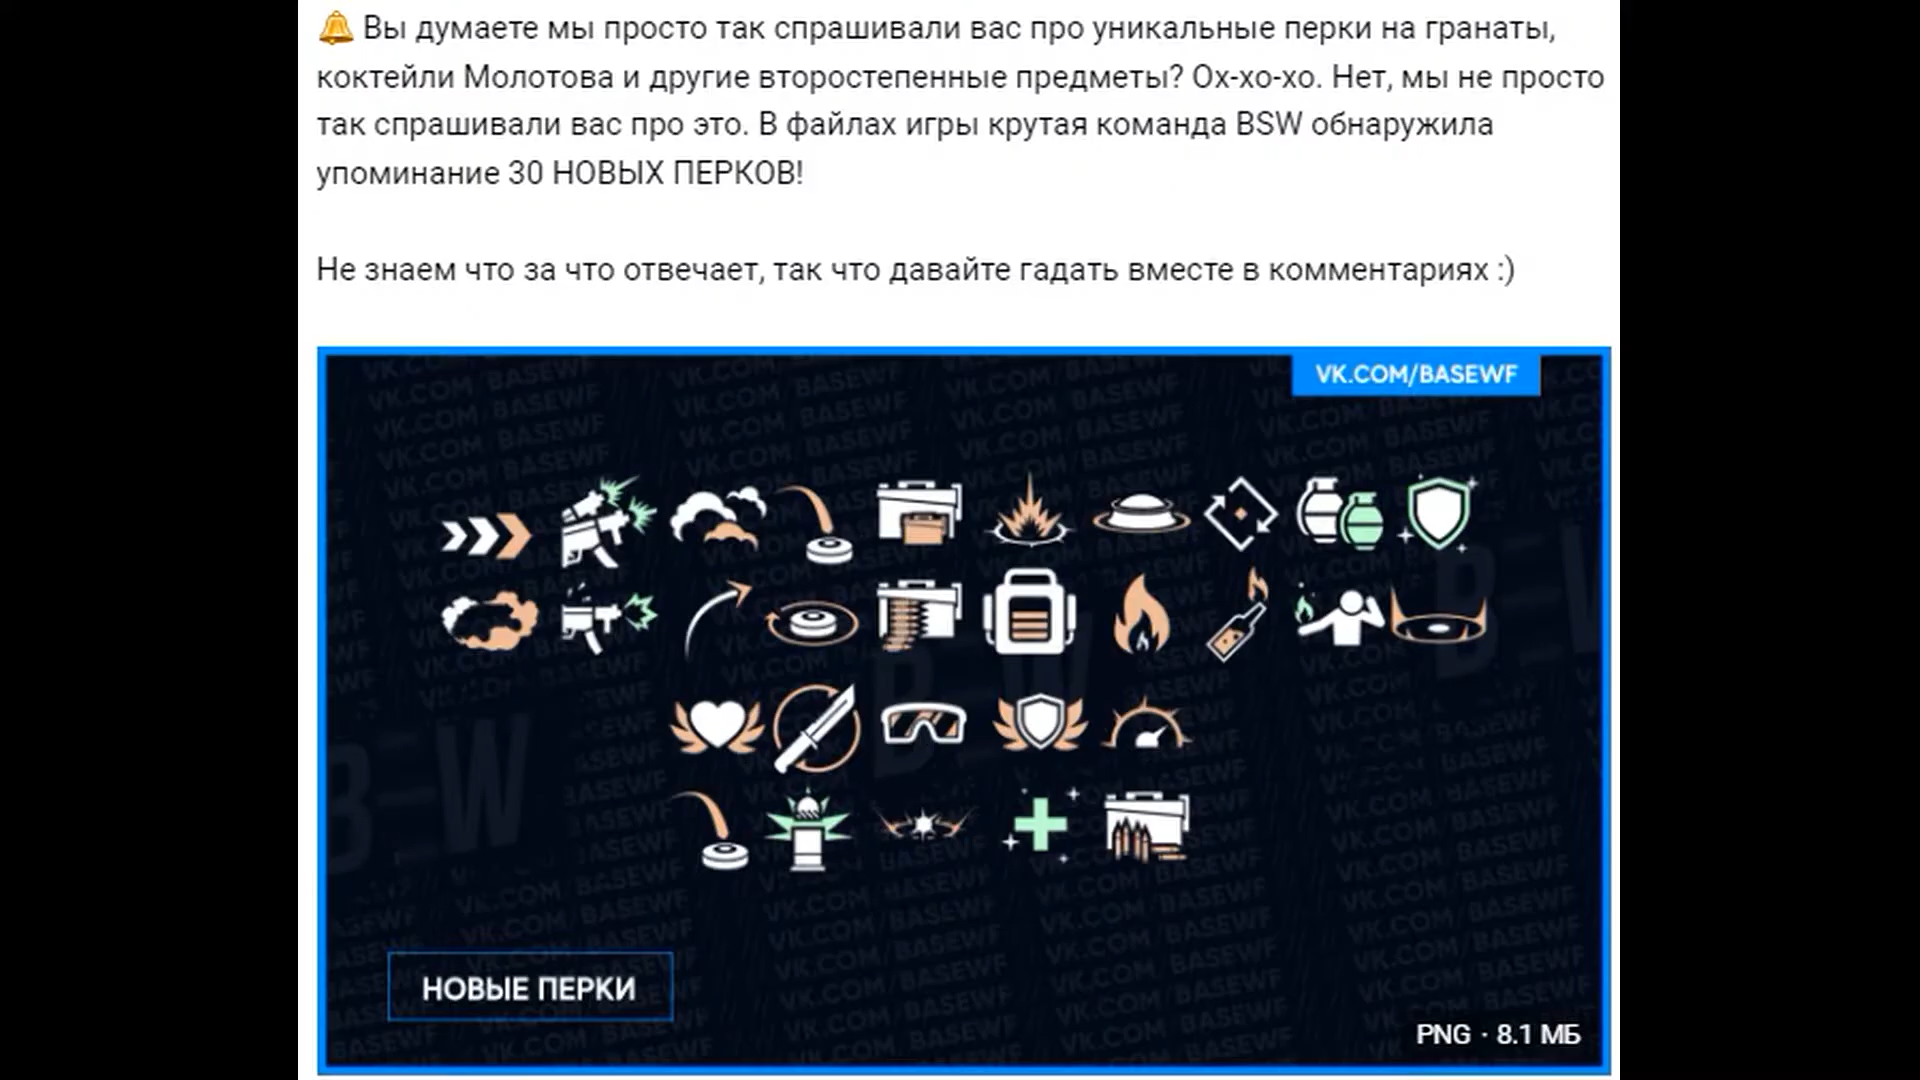 Вы думаете мы просто так спрашивали вас про уникальные перки на гранаты,
коктейли Молотова и другие второстепенные предметы? Ох-хо-хо. Нет, мы не просто
так спрашивали вас про это. В файлах игры крутая команда BSW обнаружила
упоминание 30 НОВЫХ ПЕРКОВ!
Не знаем что за что отвечает, так что давайте гадать вместе в комментариях :)
VK.COM/BASEWF
НОВЫЕ ПЕРКИ
PNG · 8.1 МБ